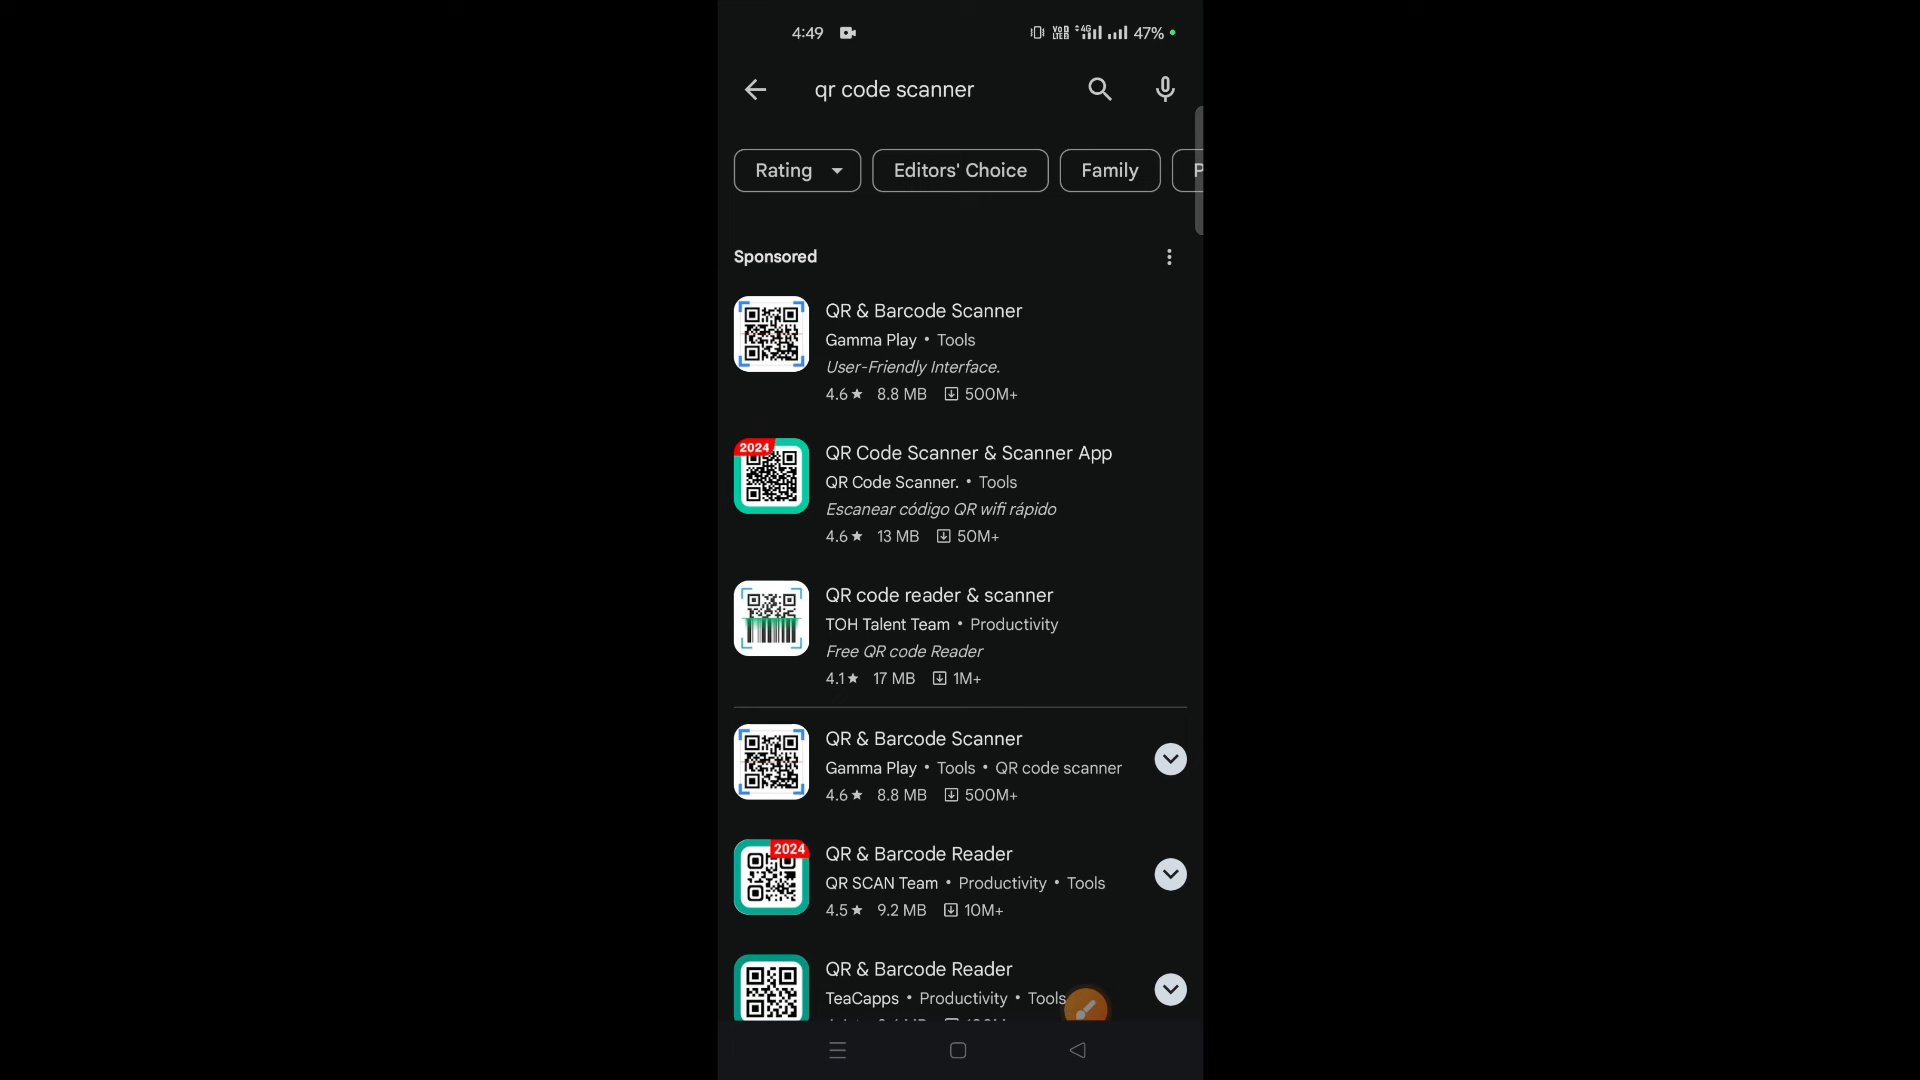 4:49
4G 47%
qr code scanner
Rating
Editors' Choice
Family
P
Sponsored
QR & Barcode Scanner
Gamma Play • Tools
User-Friendly Interface.
4.6★ 8.8 MB 500M+
2024
QR Code Scanner & Scanner App
QR Code Scanner. • Tools
Escanear código QR wifi rápido
4.6★ 13 MB 50M+
QR code reader & scanner
TOH Talent Team • Productivity
Free QR code Reader
4.1★ 17 MB 1M+
QR & Barcode Scanner
Gamma Play • Tools • QR code scanner
4.6★ 8.8 MB 500M+
2024
QR & Barcode Reader
QR SCAN Team • Productivity • Tools
4.5★ 9.2 MB 10M+
QR & Barcode Reader
TeaCapps • Productivity • Tools